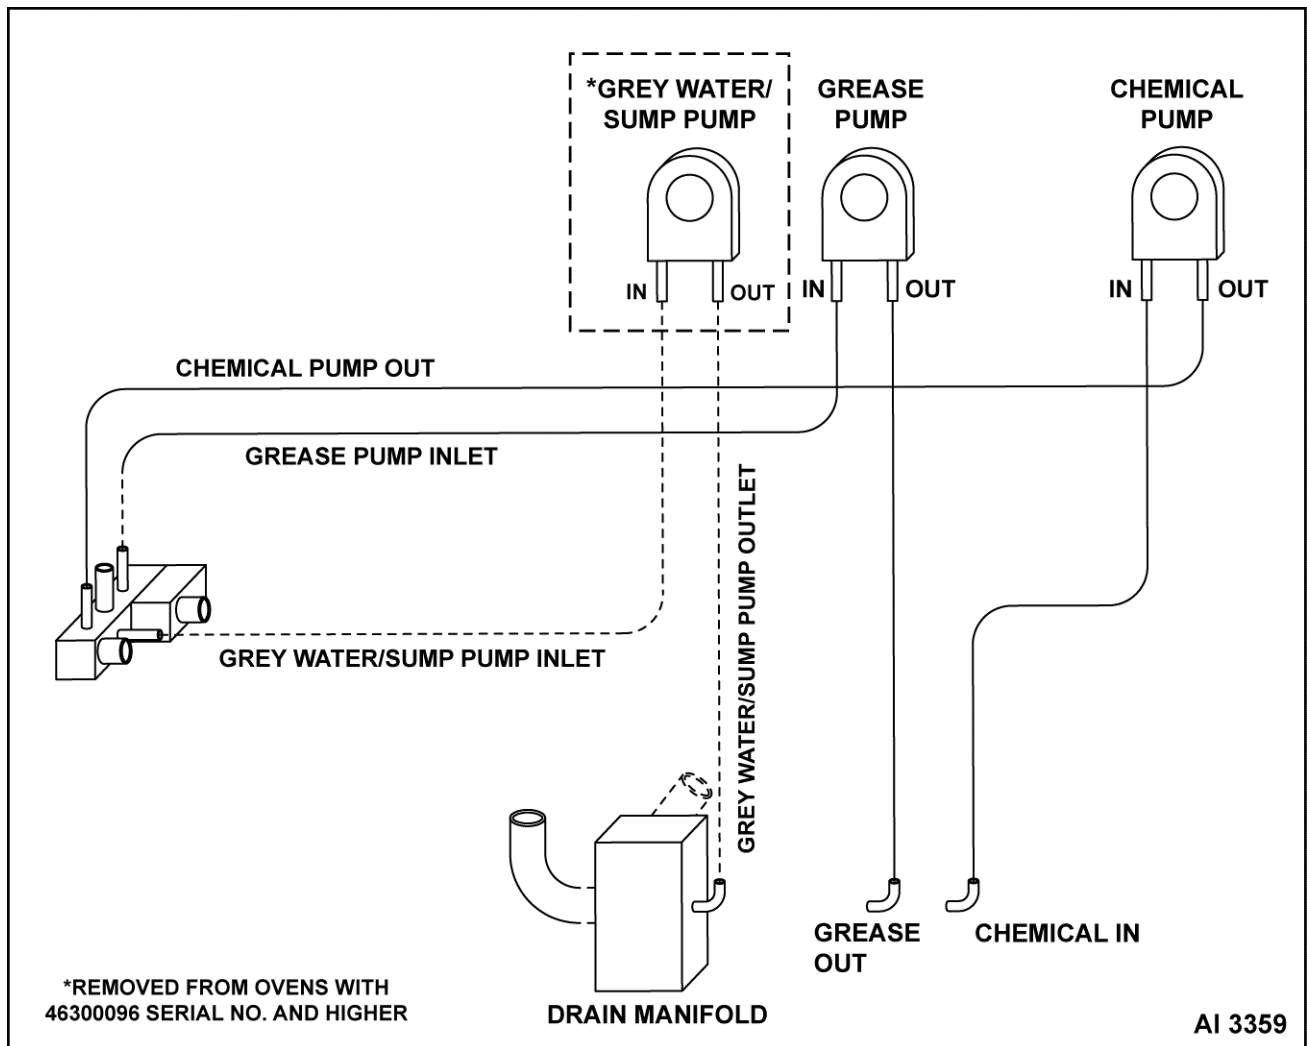 *GREY WATER/
SUMP PUMP
GREASE
PUMP
CHEMICAL
PUMP
IN
OUT
IN
OUT
IN
OUT
CHEMICAL PUMP OUT
GREASE PUMP INLET
GREY WATER/SUMP PUMP OUTLET
GREY WATER/SUMP PUMP INLET
GREASE
OUT
CHEMICAL IN
*REMOVED FROM OVENS WITH
46300096 SERIAL NO. AND HIGHER
DRAIN MANIFOLD
AI 3359